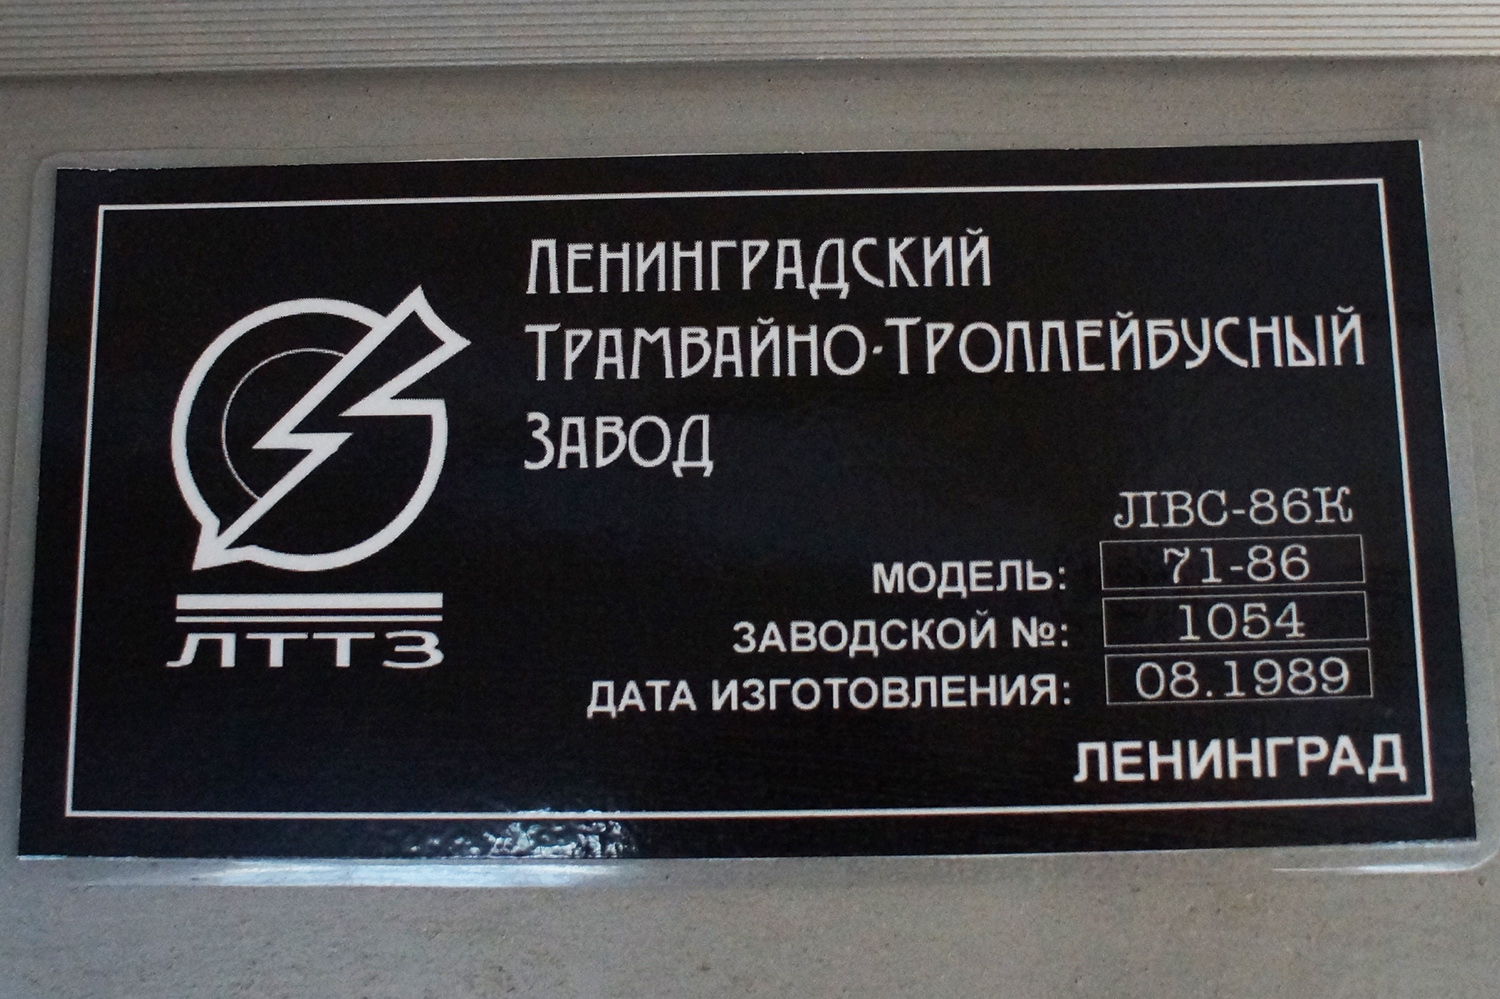 ЛЕНИНГРАДСКИЙ
ТРАМВАЙНО-ТРОЛЛЕЙБУСНЫЙ
ЗАВОД
ЛТТЗ
ЛВС-86К
МОДЕЛЬ: 71-86
ЗАВОДСКОЙ №: 1054
ДАТА ИЗГОТОВЛЕНИЯ: 08.1989
ЛЕНИНГРАД